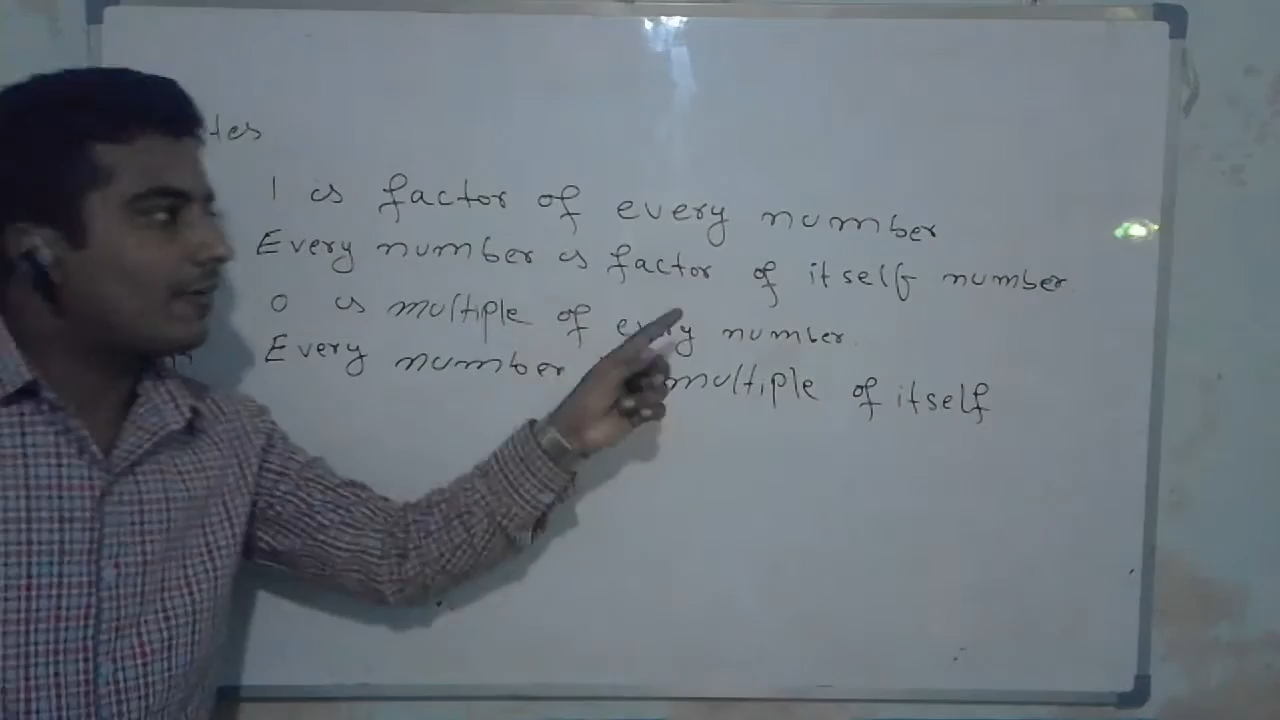 tes
1 is factor of every number
Every number is factor of itself number
0 is multiple of every number.
Every number multiple of itself